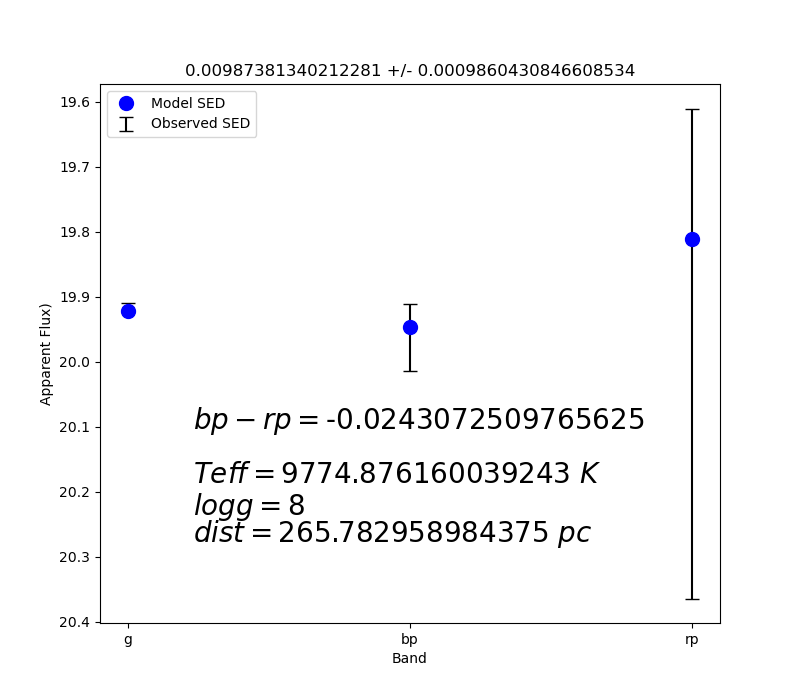 0.00987381340212281 +/- 0.000986043084660​8534
Model SED
Observed SED
19.6
19.7
19.8
19.9
20.0
20.1
20.2
20.3
20.4
Apparent Flux)
bp − rp = -0.0243072509765625
Teff = 9774.876160039243 K
logg = 8
dist = 265.782958984375 pc
g
bp
rp
Band